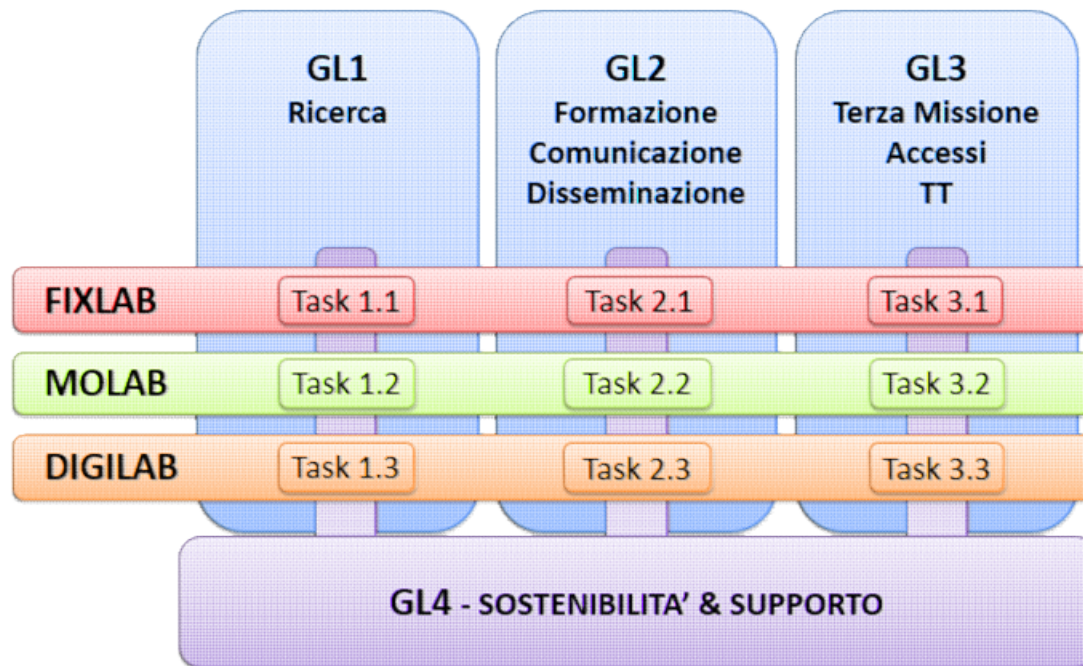 GL1
Ricerca
GL2
Formazione
Comunicazione
Disseminazione
GL3
Terza Missione
Accessi
TT
FIXLAB Task 1.1 Task 2.1 Task 3.1
MOLAB Task 1.2 Task 2.2 Task 3.2
DIGILAB Task 1.3 Task 2.3 Task 3.3
GL4 - SOSTENIBILITA’ & SUPPORTO